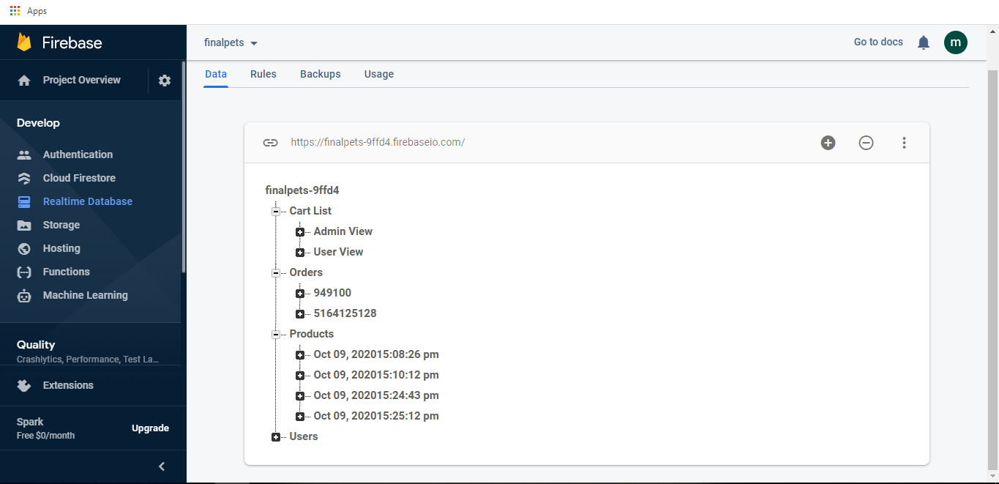 Apps
Firebase
finalpets
Go to docs
m
Project Overview
Data Rules Backups Usage
Develop
Authentication
Cloud Firestore
Realtime Database
Storage
Hosting
Functions
Machine Learning
Quality
Crashlytics, Performance, Test La...
Extensions
Spark
Free $0/month
Upgrade
https://finalpets-9ffd4.firebaseio.com/
finalpets-9ffd4
Cart List
Admin View
User View
Orders
949100
5164125128
Products
Oct 09, 202015:08:26 pm
Oct 09, 202015:10:12 pm
Oct 09, 202015:24:43 pm
Oct 09, 202015:25:12 pm
Users